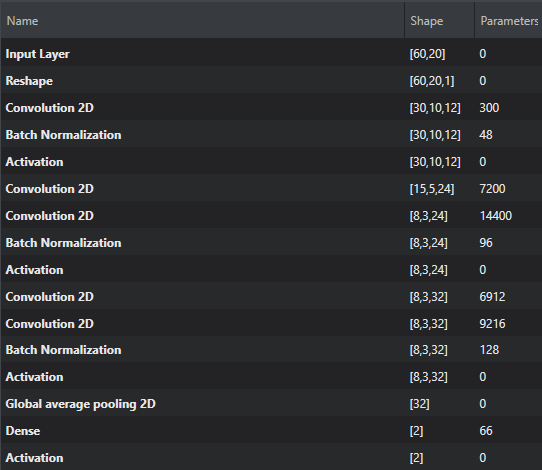 Name Shape Parameters
Input Layer [60,20] 0
Reshape [60,20,1] 0
Convolution 2D [30,10,12] 300
Batch Normalization [30,10,12] 48
Activation [30,10,12] 0
Convolution 2D [15,5,24] 7200
Convolution 2D [8,3,24] 14400
Batch Normalization [8,3,24] 96
Activation [8,3,24] 0
Convolution 2D [8,3,32] 6912
Convolution 2D [8,3,32] 9216
Batch Normalization [8,3,32] 128
Activation [8,3,32] 0
Global average pooling 2D [32] 0
Dense [2] 66
Activation [2] 0